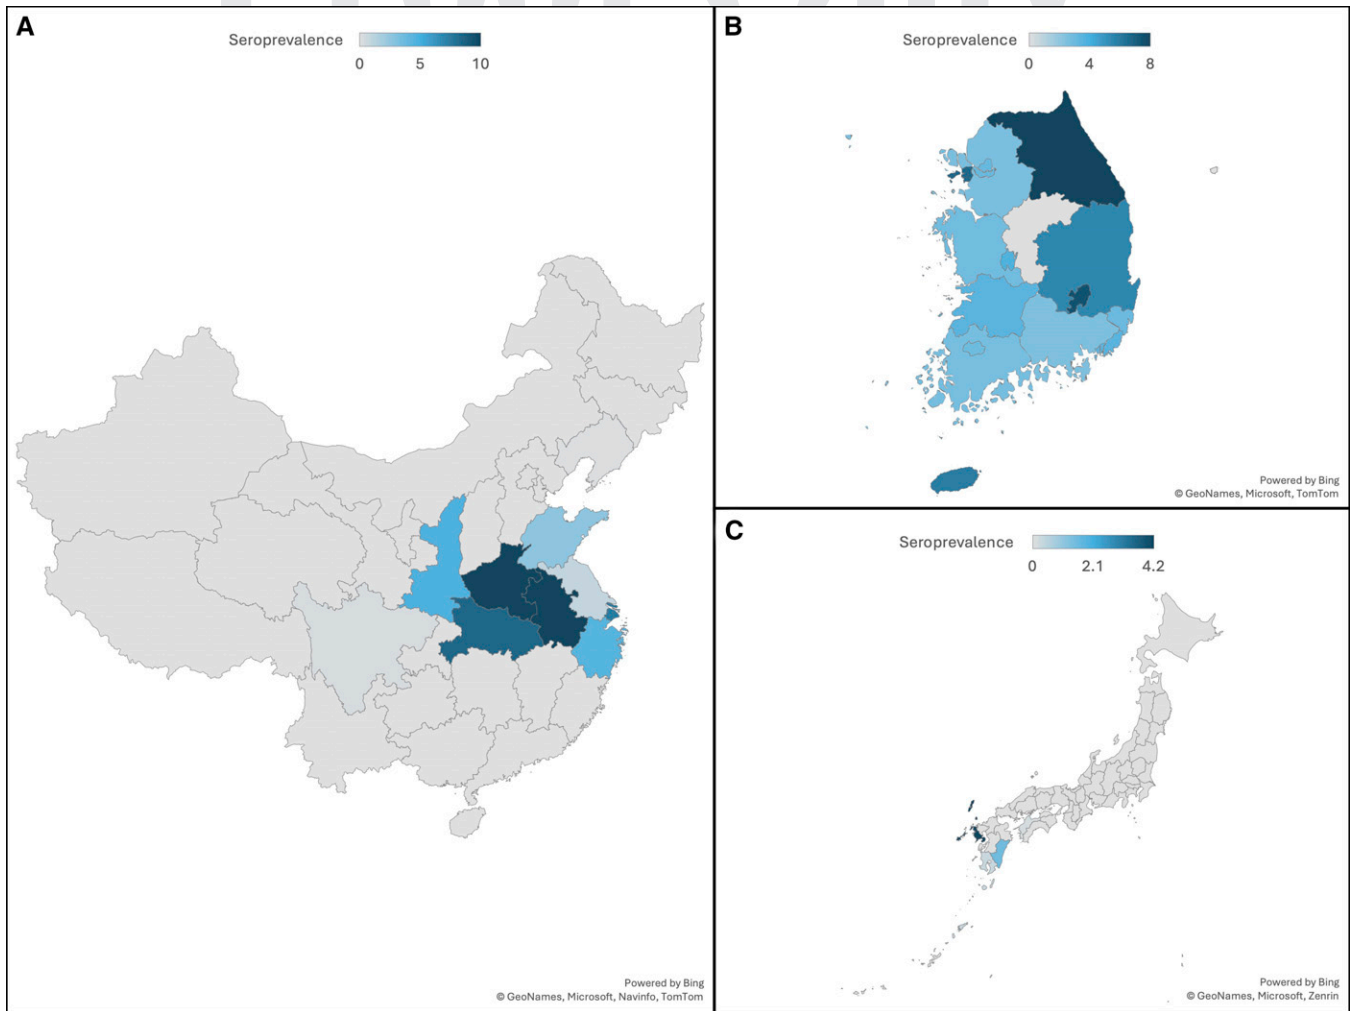 A
Seroprevalence
0 5 10
Powered by Bing
© GeoNames, Microsoft, Navinfo, TomTom
B
Seroprevalence
0 4 8
Powered by Bing
© GeoNames, Microsoft, TomTom
C
Seroprevalence
0 2.1 4.2
Powered by Bing
© GeoNames, Microsoft, Zenrin